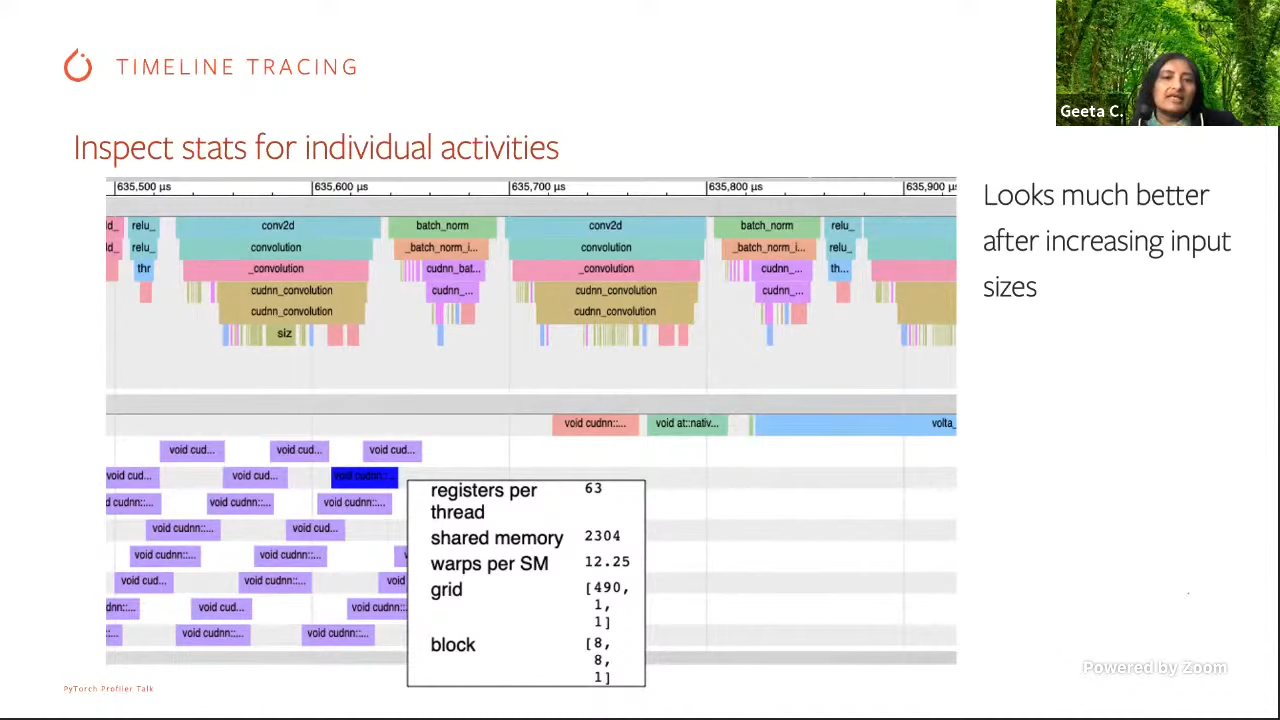 TIMELINE TRACING
Geeta C.
Inspect stats for individual activities
635,500 µs 635,600 µs 635,700 µs 635,800 µs 635,900 µs
Looks much better
after increasing input
sizes
d_ relu_ conv2d batch_norm conv2d batch_norm relu_
ld_ relu_ convolution _batch_norm_i... convolution _batch_norm_i... relu_
thr _convolution cudnn_bat... _convolution cudnn_... th...
cudnn_convolution cudnn_... cudnn_convolution cudnn_...
cudnn_convolution cudnn_convolution
siz
void cudnn::... void at::nativ... volta_
void cud... void cud... void cud...
void cud... void cud... void cudnn::...
d cudnn::... void cudnn::... void cudnn::...
void cudnn::... void cud...
void cudnn::... void cudnn::... v
void cud... void cudnn::... void
dnn::... void cud... void cudnn::
::... void cudnn::... void cudnn::...
registers per 63
thread
shared memory 2304
warps per SM 12.25
grid [490,
1,
1]
block [8,
8,
1]
PyTorch Profiler Talk
Powered by Zoom